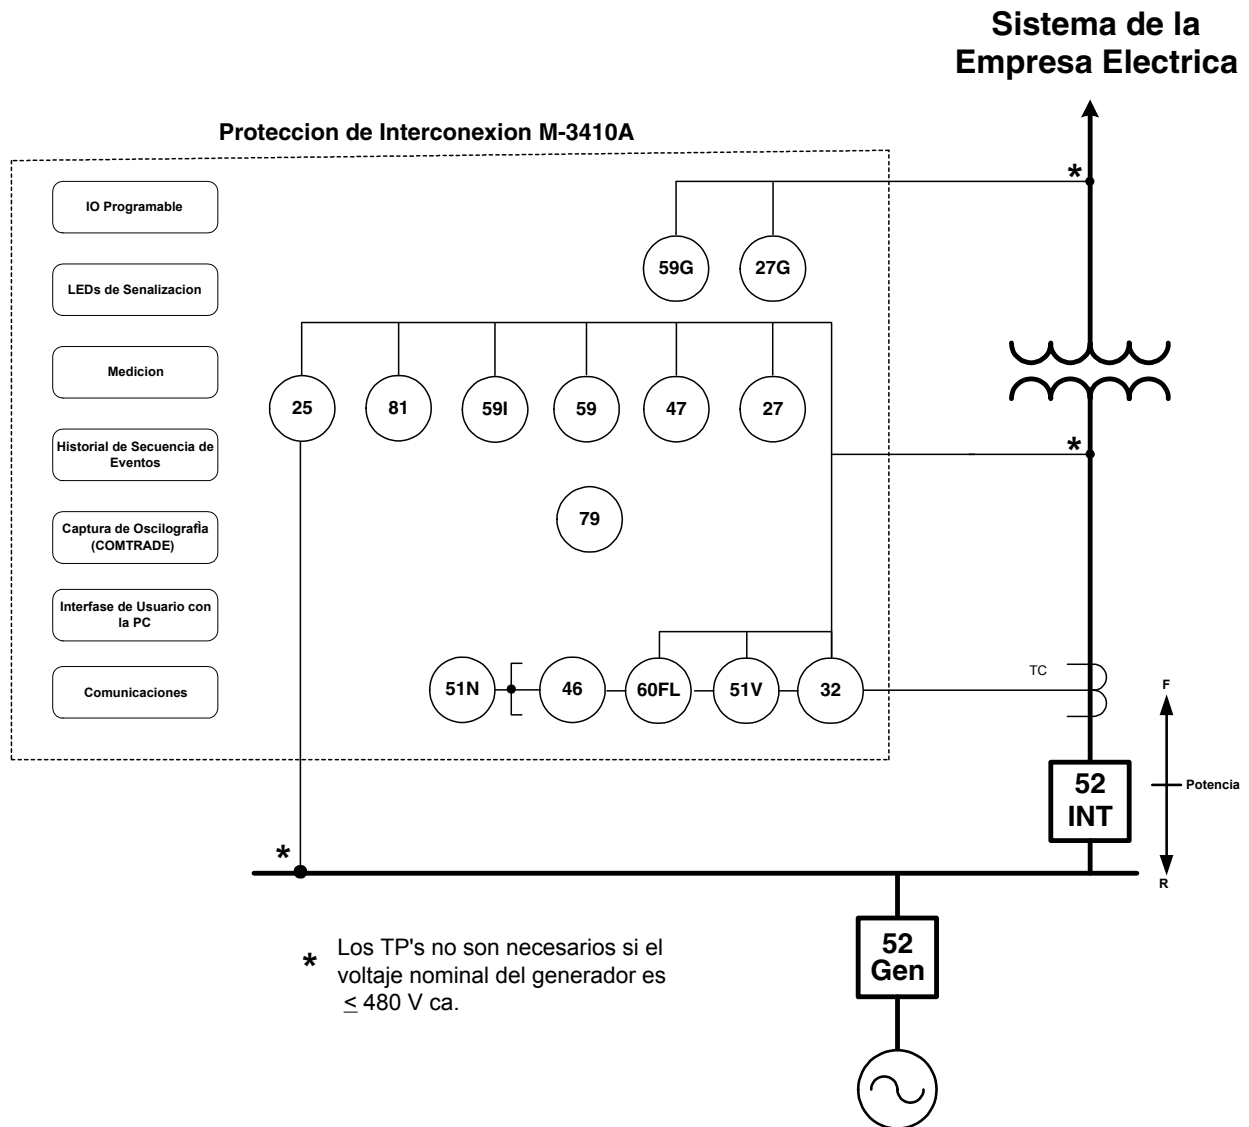 Sistema de la
Empresa Electrica
Proteccion de Interconexion M-3410A
*
IO Programable
59G
27G
LEDs de Senalizacion
Medicion
25
81
59I
59
47
27
Historial de Secuencia de
Eventos
*
79
Captura de Oscilografia
(COMTRADE)
Interfase de Usuario con
la PC
Comunicaciones
51N
46
60FL
51V
32
TC
F
52
INT
Potencia
R
*
* Los TP's no son necesarios si el
voltaje nominal del generador es
≤ 480 V ca.
52
Gen